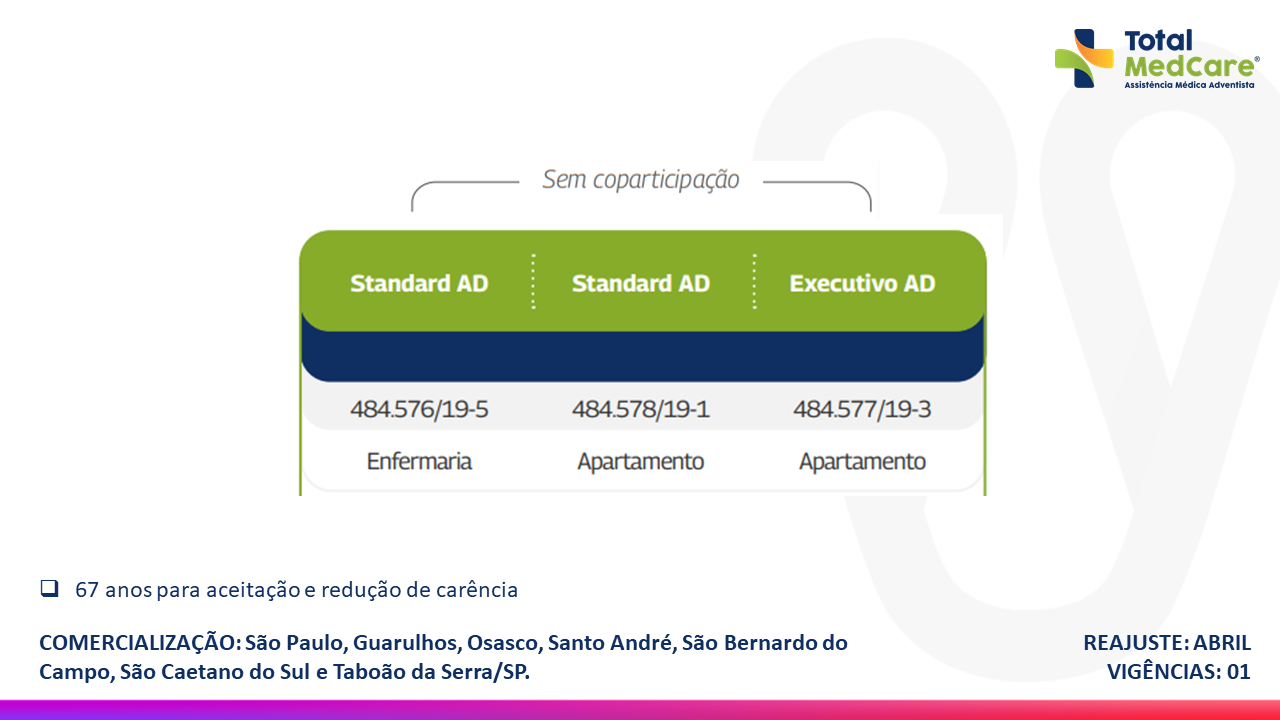 Total
MedCare®
Assistência Médica Adventista
Sem coparticipação
Standard AD Standard AD Executivo AD
484.576/19-5 484.578/19-1 484.577/19-3
Enfermaria Apartamento Apartamento
67 anos para aceitação e redução de carência
COMERCIALIZAÇÃO: São Paulo, Guarulhos, Osasco, Santo André, São Bernardo do
Campo, São Caetano do Sul e Taboão da Serra/SP.
REAJUSTE: ABRIL
VIGÊNCIAS: 01